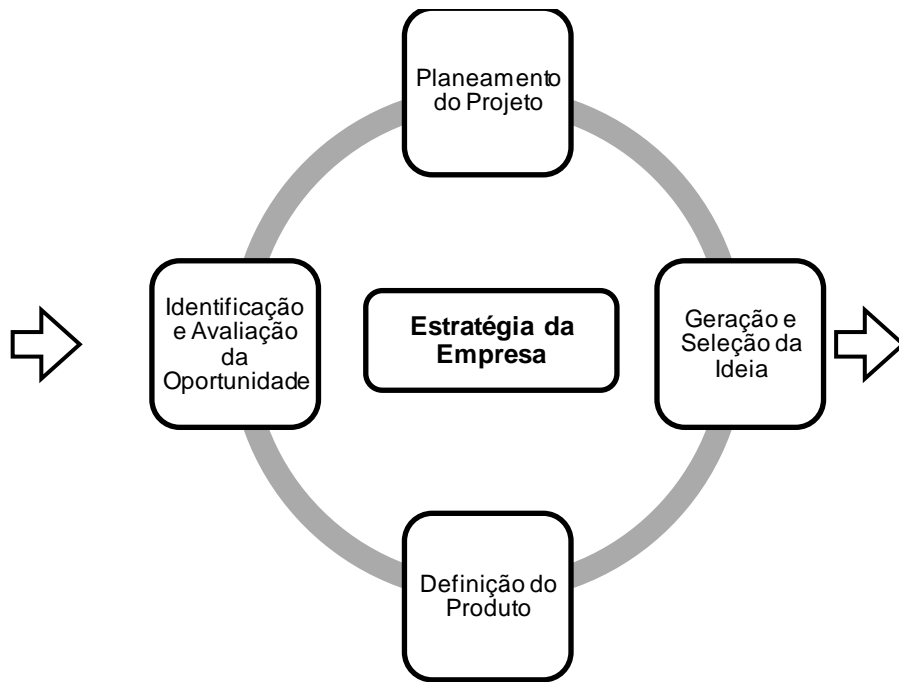 Planeamento
do Projeto
Identificação
e Avaliação
da
Oportunidade
Estratégia da
Empresa
Geração e
Seleção da
Ideia
Definição do
Produto